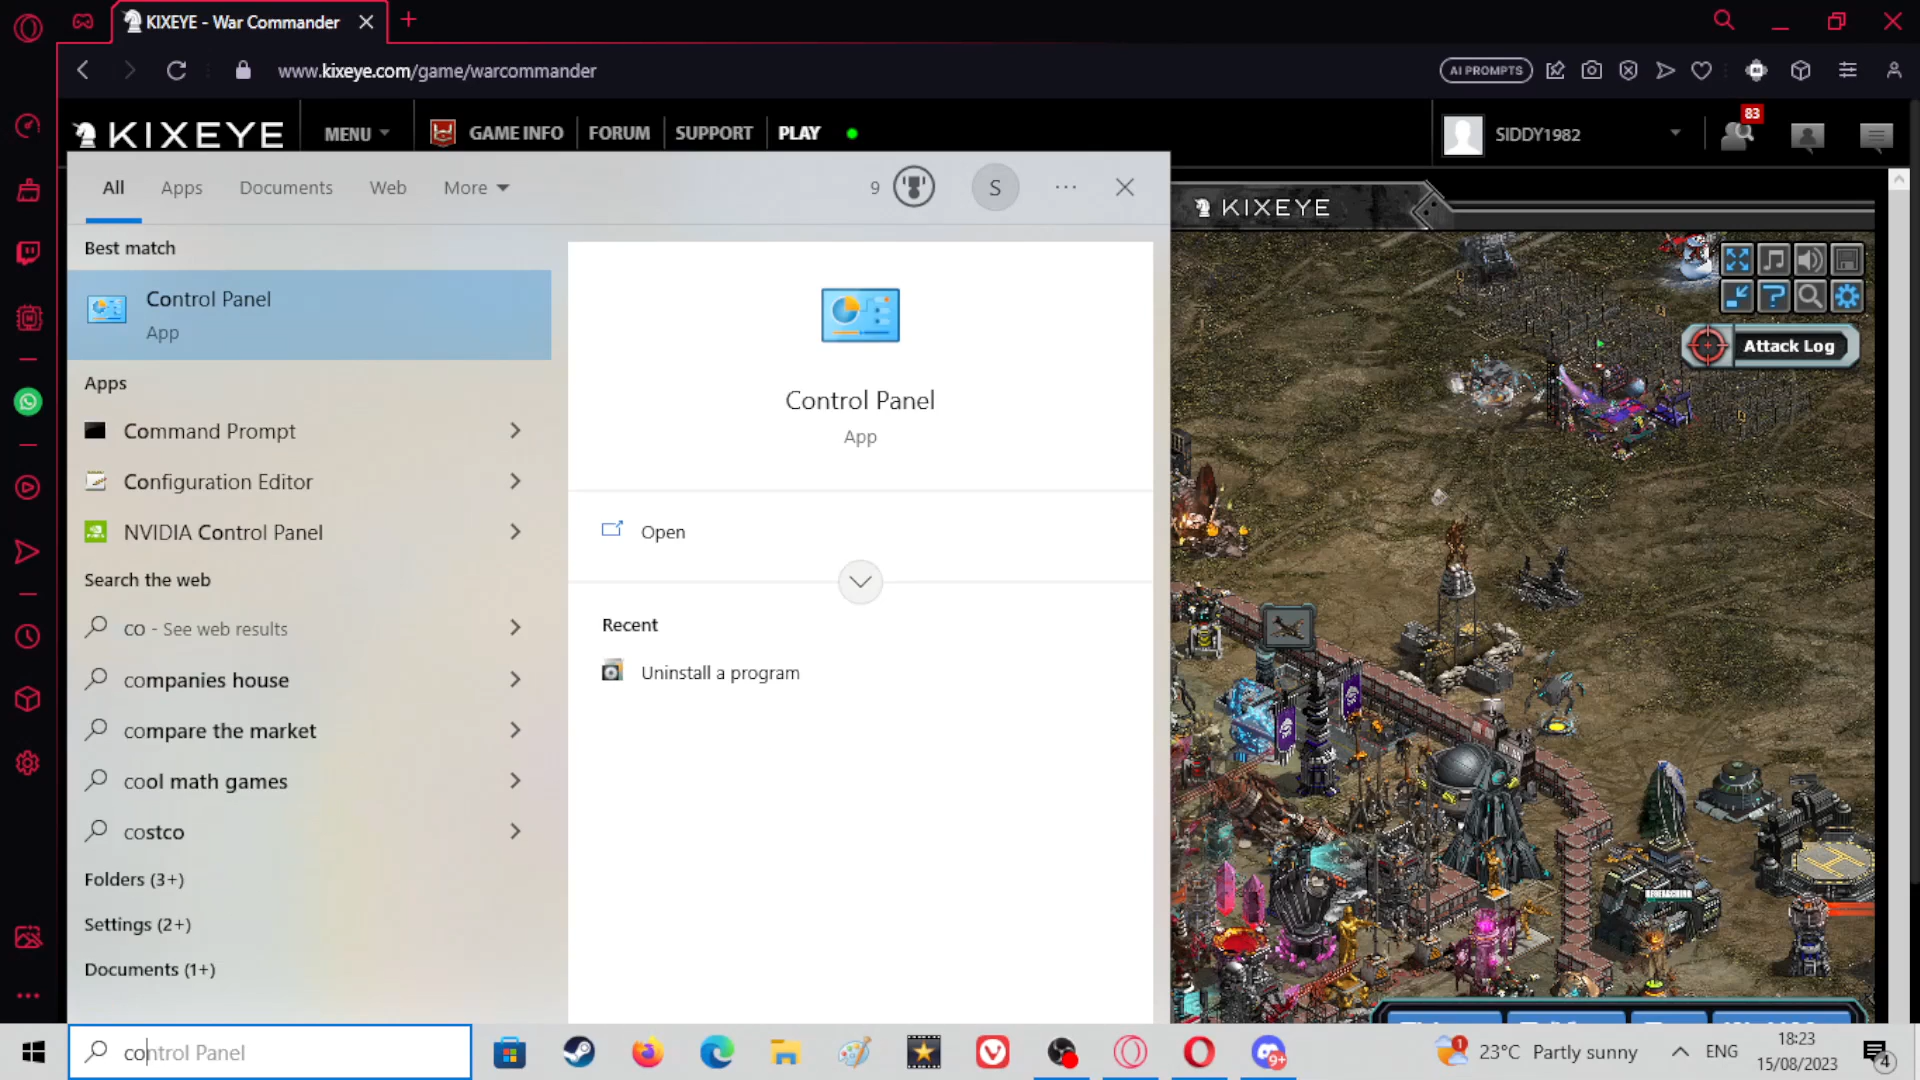 KIXEYE - War Commander
www.kixeye.com/game/warcommander
AI PROMPTS
KIXEYE
MENU
GAME INFO
FORUM
SUPPORT
PLAY
SIDDY1982
83
All
Apps
Documents
Web
More
9
S
Best match
Control Panel
App
Apps
Command Prompt
Configuration Editor
NVIDIA Control Panel
Search the web
co - See web results
companies house
compare the market
cool math games
costco
Folders (3+)
Settings (2+)
Documents (1+)
Control Panel
App
Open
Recent
Uninstall a program
KIXEYE
Attack Log
RESEARCHING
control Panel
9+
1
23°C Partly sunny
ENG
18:23
15/08/2023
4